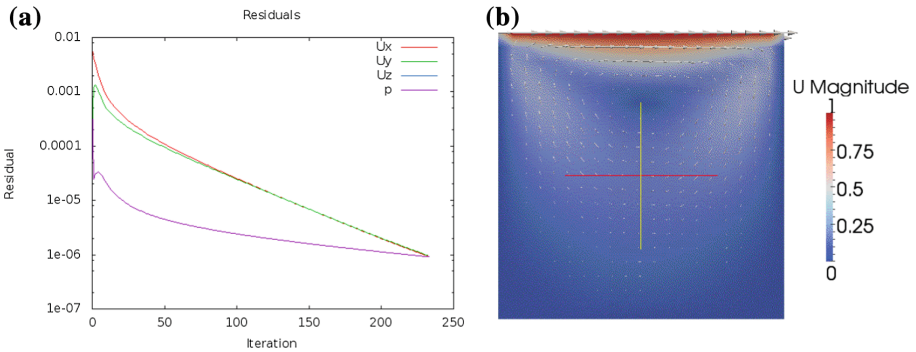 (a)
Residuals
Ux
Uy
Uz
p
0.01
0.001
0.0001
1e-05
1e-06
1e-07
Residual
0
50
100
150
200
250
Iteration
(b)
U Magnitude
1
0.75
0.5
0.25
0